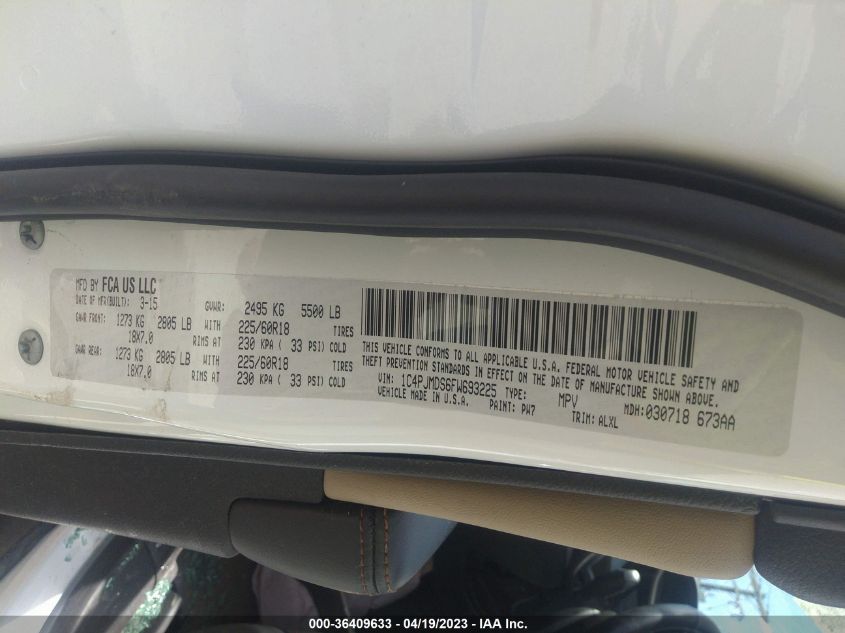 MFD BY FCA US LLC
DATE OF MFR(BUILT): 3-15 GVWR: 2495 KG 5500 LB
GAWR FRONT: 1273 KG 2805 LB WITH 225/60R18 TIRES
18X7.0 RIMS AT 230 KPA ( 33 PSI) COLD
GAWR REAR: 1273 KG 2805 LB WITH 225/60R18 TIRES
18X7.0 RIMS AT 230 KPA ( 33 PSI) COLD
THIS VEHICLE CONFORMS TO ALL APPLICABLE U.S.A. FEDERAL MOTOR VEHICLE SAFETY AND
THEFT PREVENTION STANDARDS IN EFFECT ON THE DATE OF MANUFACTURE SHOWN ABOVE.
VIN: 1C4PJMDS6FW693225 TYPE: MPV MDH:030718 673AA
VEHICLE MADE IN U.S.A. PAINT: PW7 TRIM: ALXL
000-36409633 - 04/19/2023 - IAA Inc.